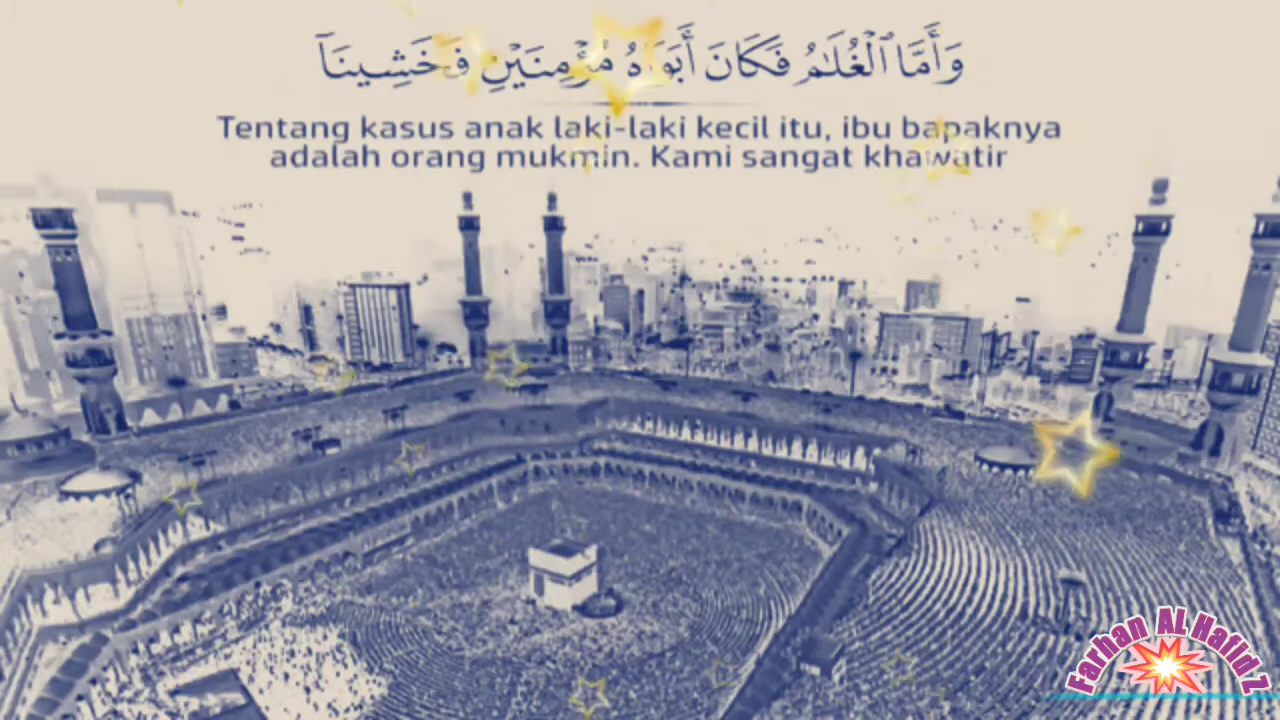 وَأَمَّا ٱلْغُلَـٰمُ فَكَانَ أَبَوَاهُ مُؤْمِنَيْنِ فَخَشِينَآ
Tentang kasus anak laki-laki kecil itu, ibu bapaknya
adalah orang mukmin. Kami sangat khawatir
Farhan AL Hafidz Z